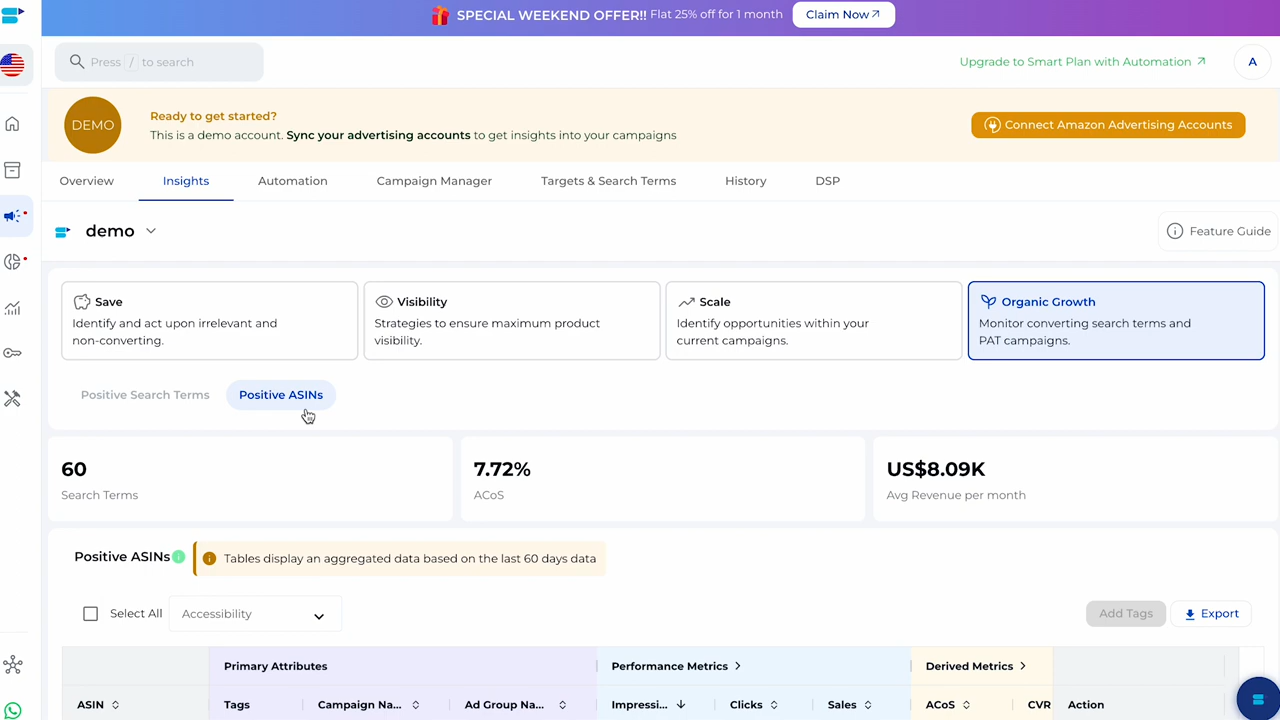 SPECIAL WEEKEND OFFER!! Flat 25% off for 1 month Claim Now
Press / to search
Upgrade to Smart Plan with Automation
A
DEMO
Ready to get started?
This is a demo account. Sync your advertising accounts to get insights into your campaigns
Connect Amazon Advertising Accounts
Overview Insights Automation Campaign Manager Targets & Search Terms History DSP
demo
Feature Guide
Save
Identify and act upon irrelevant and
non-converting.
Visibility
Strategies to ensure maximum product
visibility.
Scale
Identify opportunities within your
current campaigns.
Organic Growth
Monitor converting search terms and
PAT campaigns.
Positive Search Terms Positive ASINs
60
Search Terms
7.72%
ACoS
US$8.09K
Avg Revenue per month
Positive ASINs
Tables display an aggregated data based on the last 60 days data
Select All Accessibility
Add Tags Export
Primary Attributes Performance Metrics Derived Metrics
ASIN Tags Campaign Na... Ad Group Na... Impressi... Clicks Sales ACoS CVR Action